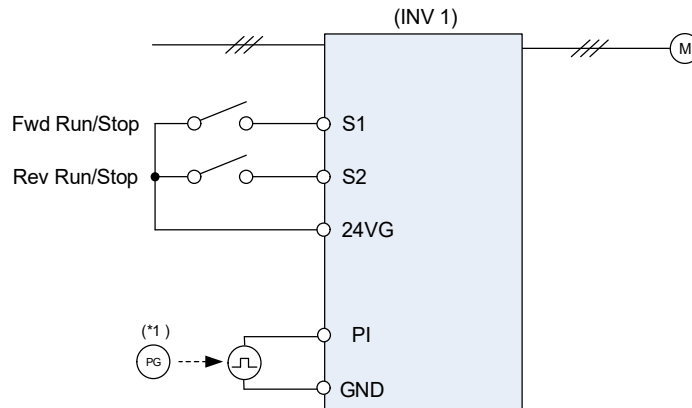 (INV 1)
M
Fwd Run/Stop
S1
Rev Run/Stop
S2
24VG
(*1 )
PI
PG
GND